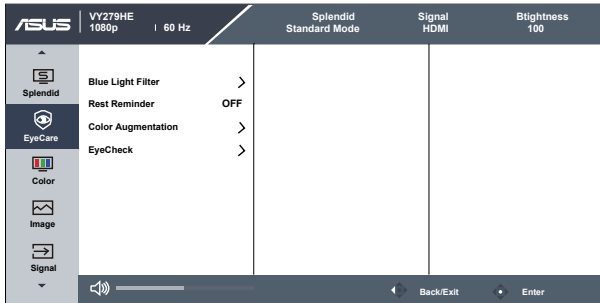 ASUS
VY279HE
1080p
60 Hz
Splendid
Standard Mode
Signal
HDMI
Btightness
100
Splendid
EyeCare
Color
Image
Signal
Blue Light Filter
Rest Reminder OFF
Color Augmentation
EyeCheck
Back/Exit
Enter